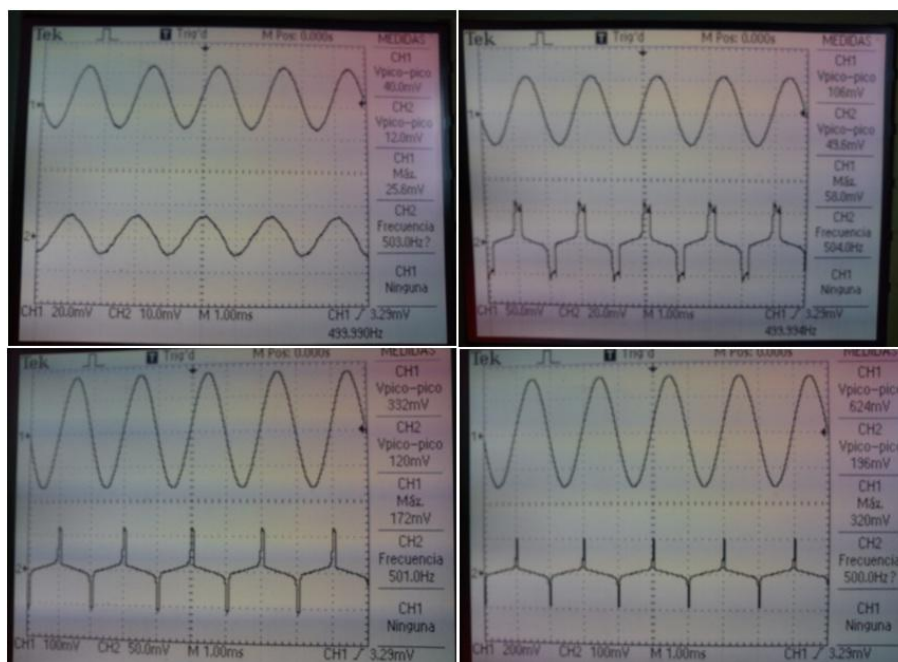 Tek
Trig'd
M Pos: 0.000s
MEDIDAS
CH1
Vpico-pico
40.0mV
CH2
Vpico-pico
12.0mV
CH1
Máx.
25.6mV
CH2
Frecuencia
503.0Hz?
CH1
Ninguna
CH1 20.0mV CH2 10.0mV M 1.00ms CH1 / 3.29mV
499.990Hz
Tek
Trig'd
M Pos: 0.000s
MEDIDAS
CH1
Vpico-pico
106mV
CH2
Vpico-pico
49.6mV
CH1
Máx.
58.0mV
CH2
Frecuencia
504.0Hz
CH1
Ninguna
CH1 50.0mV CH2 20.0mV M 1.00ms CH1 / 3.29mV
499.994Hz
Tek
Trig'd
M Pos: 0.000s
MEDIDAS
CH1
Vpico-pico
332mV
CH2
Vpico-pico
120mV
CH1
Máx.
172mV
CH2
Frecuencia
501.0Hz
CH1
Ninguna
CH1 100mV CH2 50.0mV M 1.00ms CH1 / 3.29mV
Tek
Trig'd
M Pos: 0.000s
MEDIDAS
CH1
Vpico-pico
624mV
CH2
Vpico-pico
196mV
CH1
Máx.
320mV
CH2
Frecuencia
500.0Hz?
CH1
Ninguna
CH1 200mV CH2 100mV M 1.00ms CH1 / 3.29mV